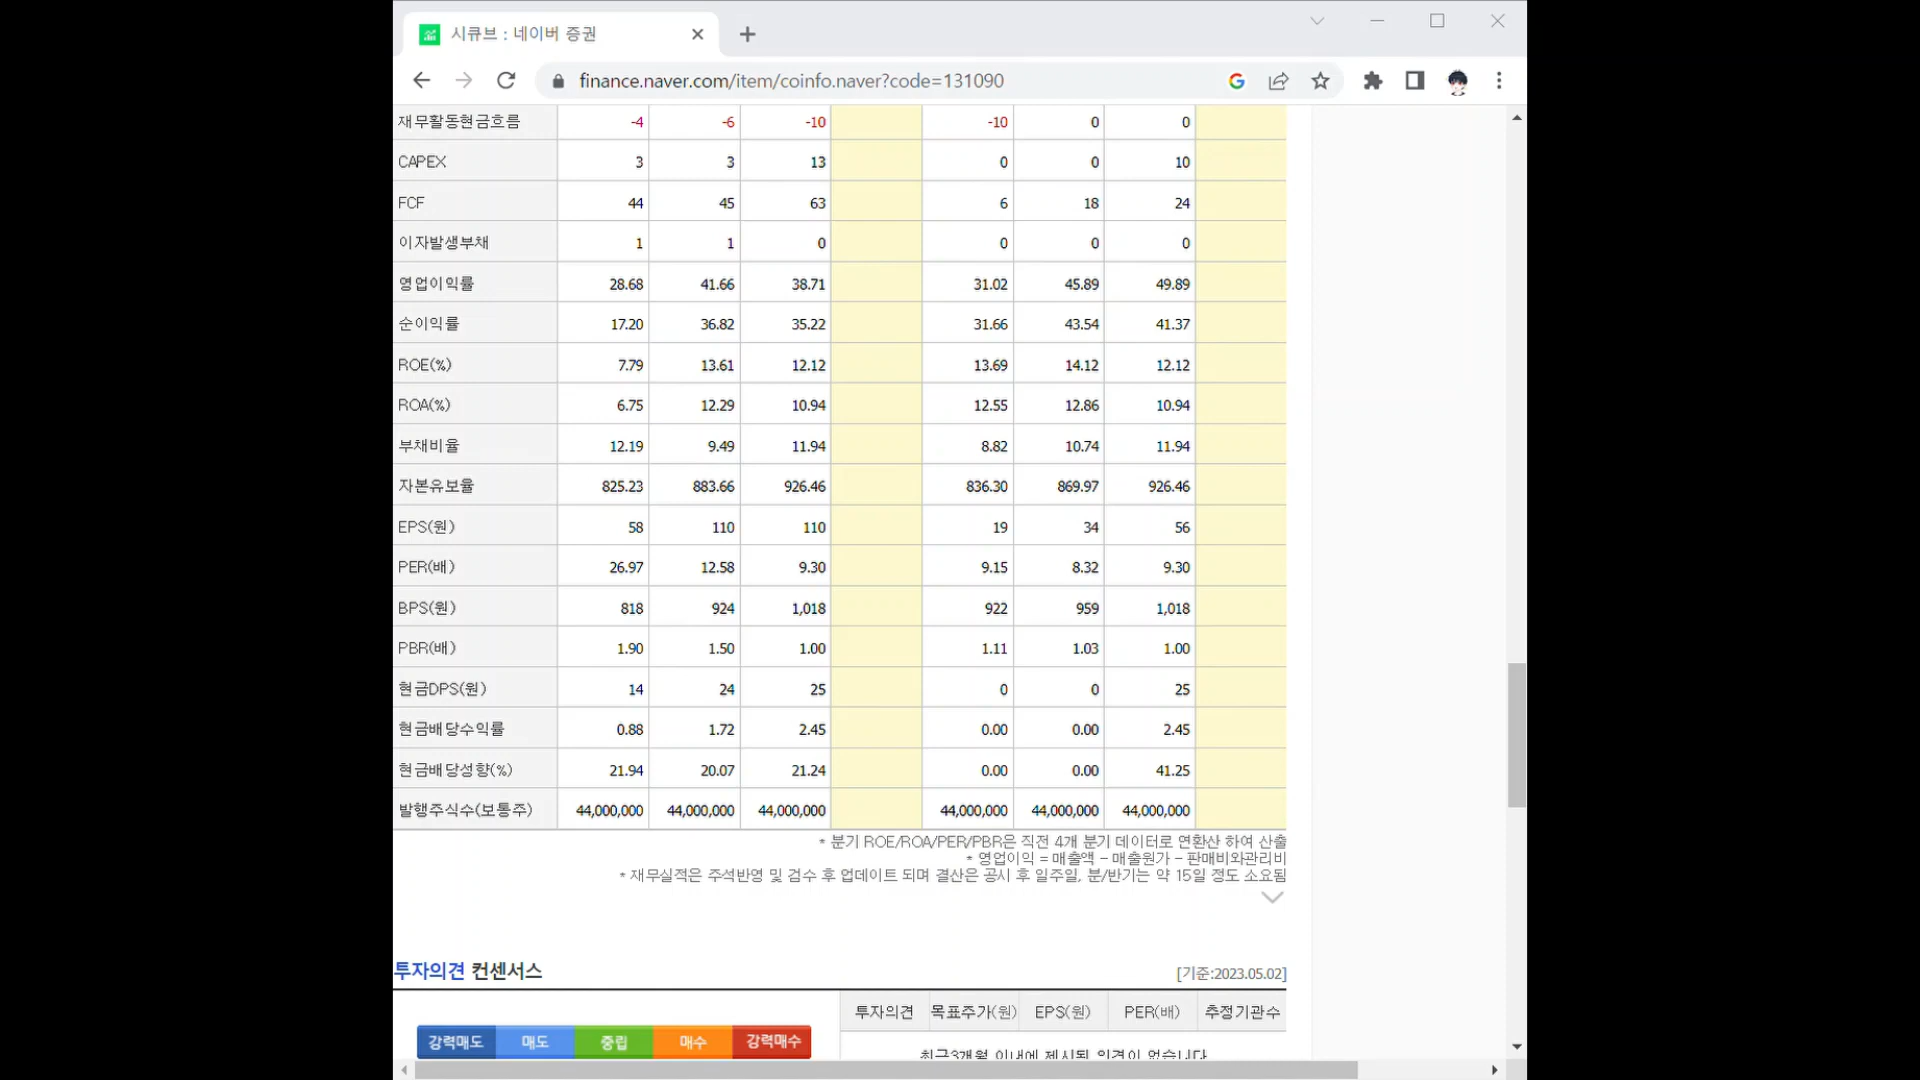 시큐브 : 네이버 증권
finance.naver.com/item/coinfo.naver?code=131090
재무활동현금흐름 -4 -6 -10 -10 0 0
CAPEX 3 3 13 0 0 10
FCF 44 45 63 6 18 24
이자발생부채 1 1 0 0 0 0
영업이익률 28.68 41.66 38.71 31.02 45.89 49.89
순이익률 17.20 36.82 35.22 31.66 43.54 41.37
ROE(%) 7.79 13.61 12.12 13.69 14.12 12.12
ROA(%) 6.75 12.29 10.94 12.55 12.86 10.94
부채비율 12.19 9.49 11.94 8.82 10.74 11.94
자본유보율 825.23 883.66 926.46 836.30 869.97 926.46
EPS(원) 58 110 110 19 34 56
PER(배) 26.97 12.58 9.30 9.15 8.32 9.30
BPS(원) 818 924 1,018 922 959 1,018
PBR(배) 1.90 1.50 1.00 1.11 1.03 1.00
현금DPS(원) 14 24 25 0 0 25
현금배당수익률 0.88 1.72 2.45 0.00 0.00 2.45
현금배당성향(%) 21.94 20.07 21.24 0.00 0.00 41.25
발행주식수(보통주) 44,000,000 44,000,000 44,000,000 44,000,000 44,000,000 44,000,000
* 분기 ROE/ROA/PER/PBR은 직전 4개 분기 데이터로 연환산 하여 산출
* 영업이익 = 매출액 - 매출원가 - 판매비와관리비
* 재무실적은 주석반영 및 검수 후 업데이트 되며 결산은 공시 후 일주일, 분/반기는 약 15일 정도 소요됨
투자의견 컨센서스 [기준:2023.05.02]
투자의견 목표주가(원) EPS(원) PER(배) 추정기관수
강력매도 매도 중립 매수 강력매수
최근3개월 이내에 제시된 의견이 없습니다